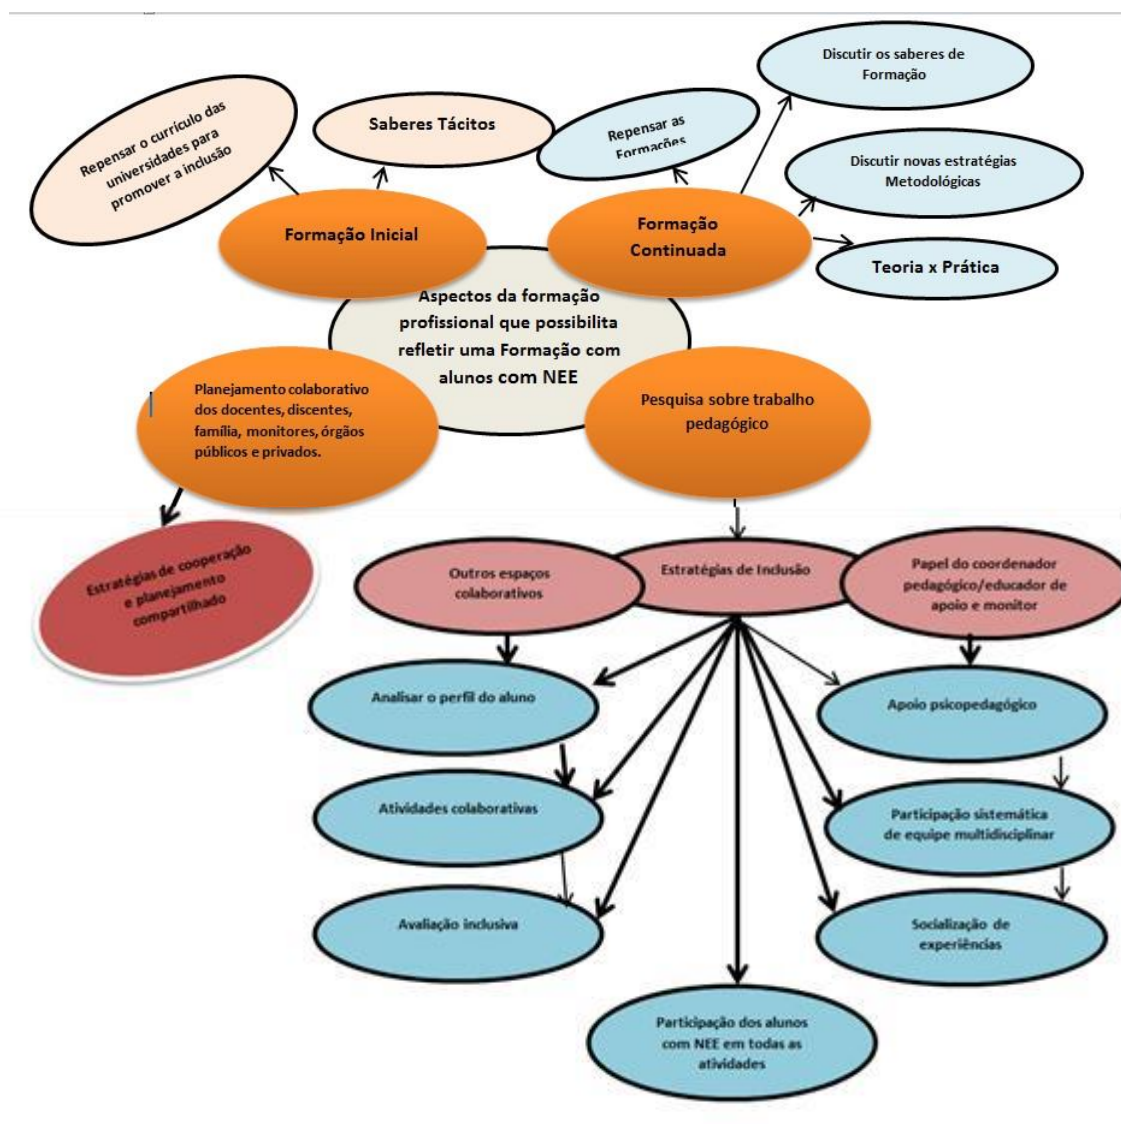 Discutir os saberes de
Formação
Repensar o currículo das
universidades para
promover a inclusão
Saberes Tácitos
Repensar as
Formações
Discutir novas estratégias
Metodológicas
Formação Inicial
Formação
Continuada
Teoria x Prática
Aspectos da formação
profissional que possibilita
refletir uma Formação com
alunos com NEE
Planejamento colaborativo
dos docentes, discentes,
família, monitores, órgãos
públicos e privados.
Pesquisa sobre trabalho
pedagógico
Estratégias de cooperação
e planejamento
compartilhado
Outros espaços
colaborativos
Estratégias de Inclusão
Papel do coordenador
pedagógico/educador de
apoio e monitor
Analisar o perfil do aluno
Apoio psicopedagógico
Atividades colaborativas
Participação sistemática
de equipe multidisciplinar
Avaliação inclusiva
Socialização de
experiências
Participação dos alunos
com NEE em todas as
atividades